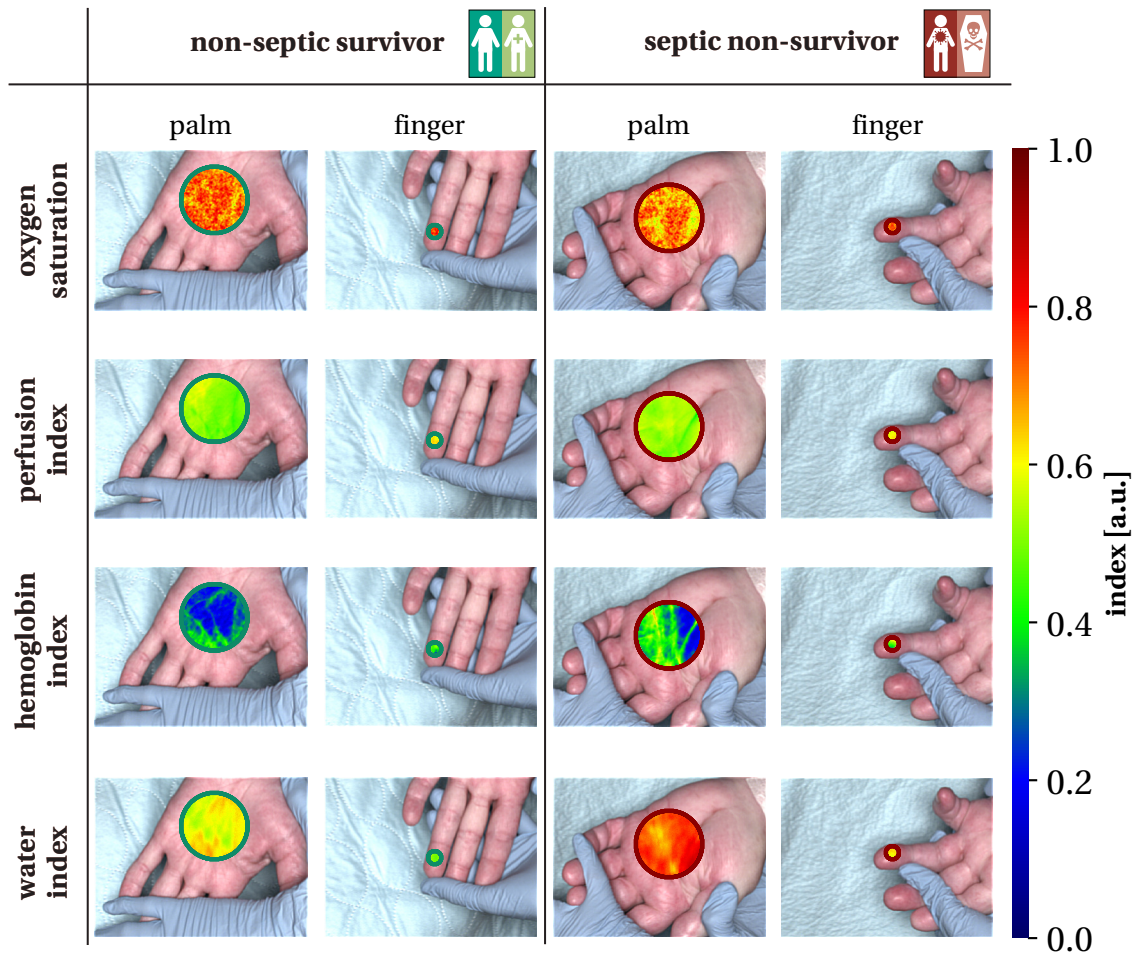 non-septic survivor
septic non-survivor
palm
finger
palm
finger
oxygen
saturation
perfusion
index
hemoglobin
index
water
index
1.0
0.8
0.6
0.4
0.2
0.0
index [a.u.]